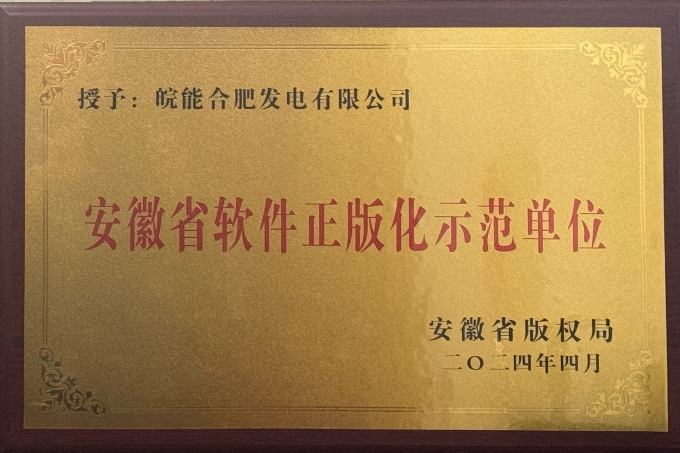 授予：皖能合肥发电有限公司
安徽省软件正版化示范单位
安徽省版权局
二〇二四年四月